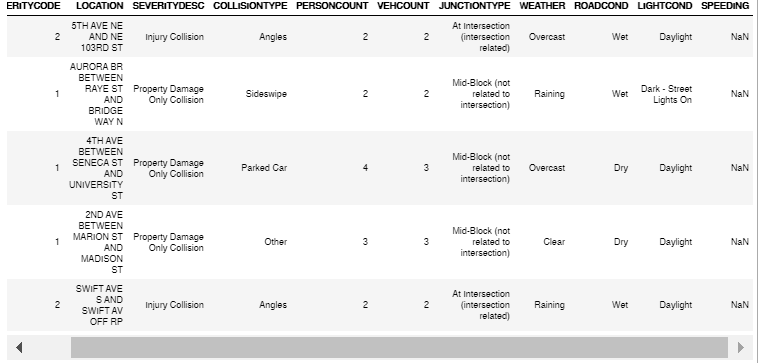 ERITYCODE LOCATION SEVERITYDESC COLLISIONTYPE PERSONCOUNT VEHCOUNT JUNCTIONTYPE WEATHER ROADCOND LIGHTCOND SPEEDING
2 5TH AVE NE AND NE 103RD ST Injury Collision Angles 2 2 At Intersection (intersection related) Overcast Wet Daylight NaN
1 AURORA BR BETWEEN RAYE ST AND BRIDGE WAY N Property Damage Only Collision Sideswipe 2 2 Mid-Block (not related to intersection) Raining Wet Dark - Street Lights On NaN
1 4TH AVE BETWEEN SENECA ST AND UNIVERSITY ST Property Damage Only Collision Parked Car 4 3 Mid-Block (not related to intersection) Overcast Dry Daylight NaN
1 2ND AVE BETWEEN MARION ST AND MADISON ST Property Damage Only Collision Other 3 3 Mid-Block (not related to intersection) Clear Dry Daylight NaN
2 SWIFT AVE S AND SWIFT AV OFF RP Injury Collision Angles 2 2 At Intersection (intersection related) Raining Wet Daylight NaN